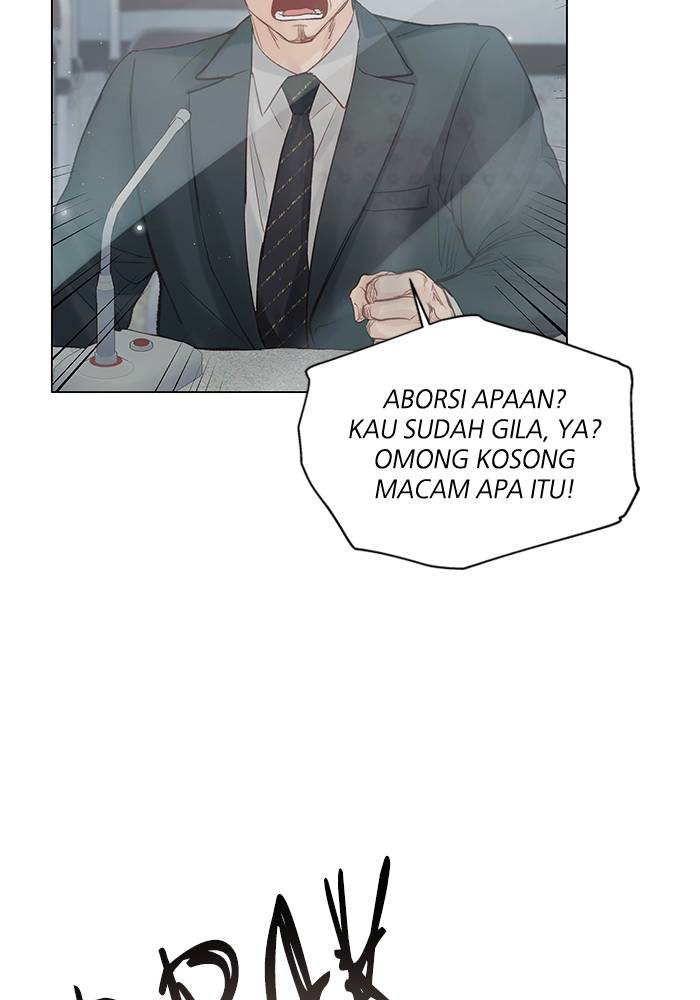 ABORSI APAAN?
KAU SUDAH GILA, YA?
OMONG KOSONG
MACAM APA ITU!